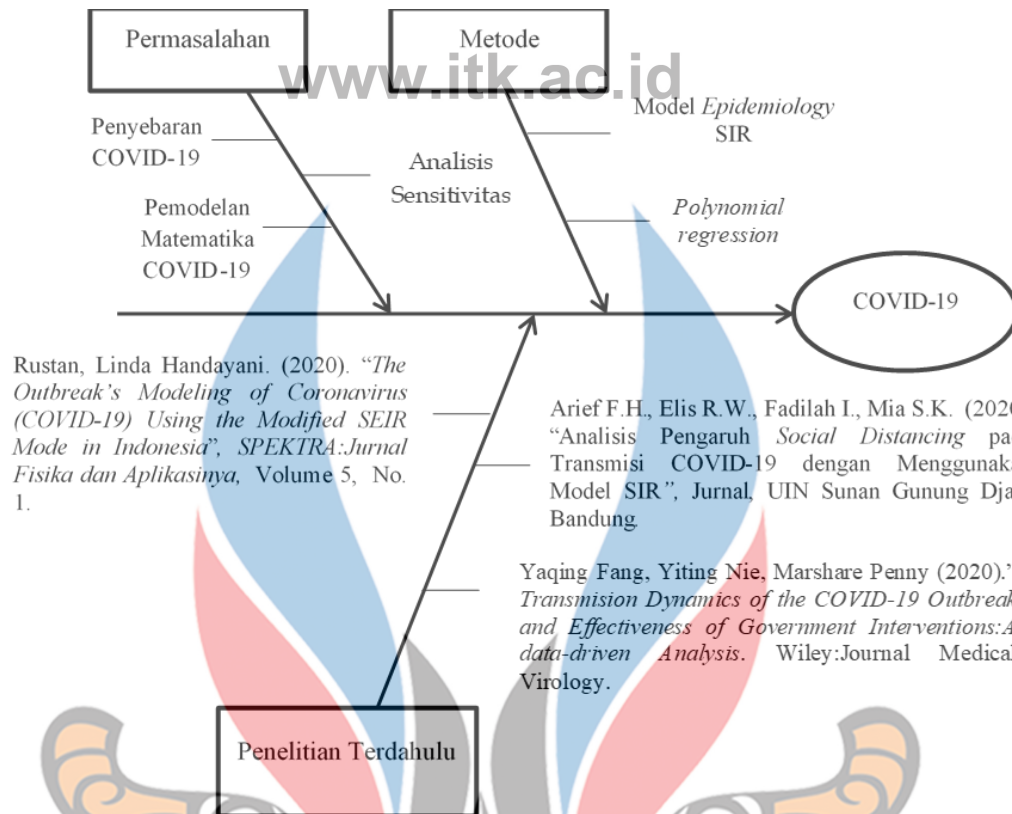 Permasalahan
Metode
www.itk.ac.id
Penyebaran
COVID-19
Analisis
Sensitivitas
Pemodelan
Matematika
COVID-19
Model Epidemiology
SIR
Polynomial
regression
COVID-19
Rustan, Linda Handayani. (2020). “The
Outbreak’s Modeling of Coronavirus
(COVID-19) Using the Modified SEIR
Mode in Indonesia”, SPEKTRA:Jurnal
Fisika dan Aplikasinya, Volume 5, No.
1.
Arief F.H., Elis R.W., Fadilah I., Mia S.K. (2020
“Analisis Pengaruh Social Distancing pa
Transmisi COVID-19 dengan Menggunaka
Model SIR”, Jurnal, UIN Sunan Gunung Dja
Bandung.
Yaqing Fang, Yiting Nie, Marshare Penny (2020).”
Transmision Dynamics of the COVID-19 Outbreak
and Effectiveness of Government Interventions:A
data-driven Analysis. Wiley:Journal Medical
Virology.
Penelitian Terdahulu